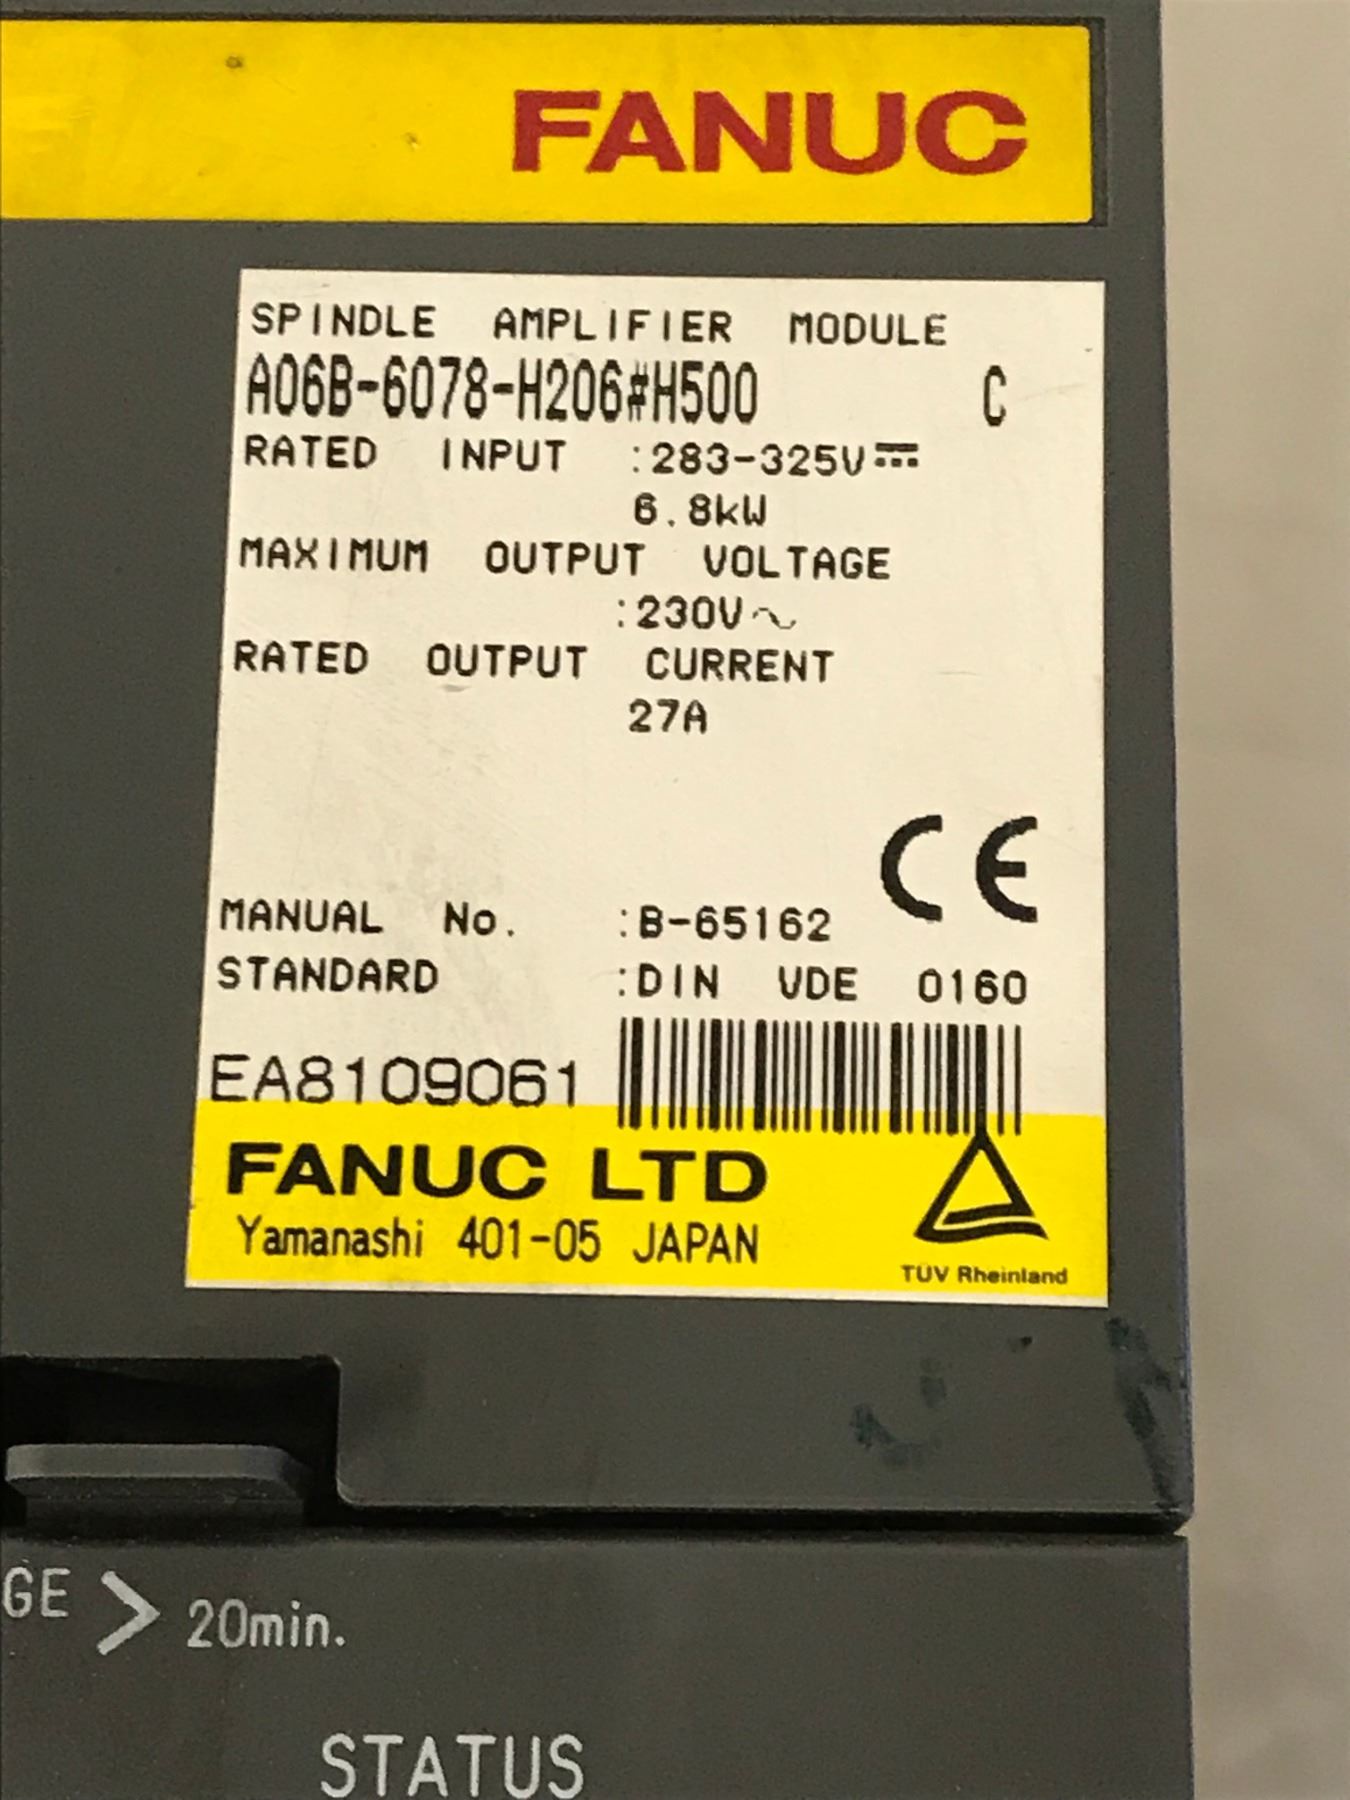 FANUC
SPINDLE AMPLIFIER MODULE
A06B-6078-H206#H500 C
RATED INPUT :283-325V⎓
6.8kW
MAXIMUM OUTPUT VOLTAGE
:230V∿
RATED OUTPUT CURRENT
27A
CE
MANUAL No. :B-65162
STANDARD :DIN VDE 0160
EA8109061
FANUC LTD
Yamanashi 401-05 JAPAN
TÜV Rheinland
GE > 20min.
STATUS